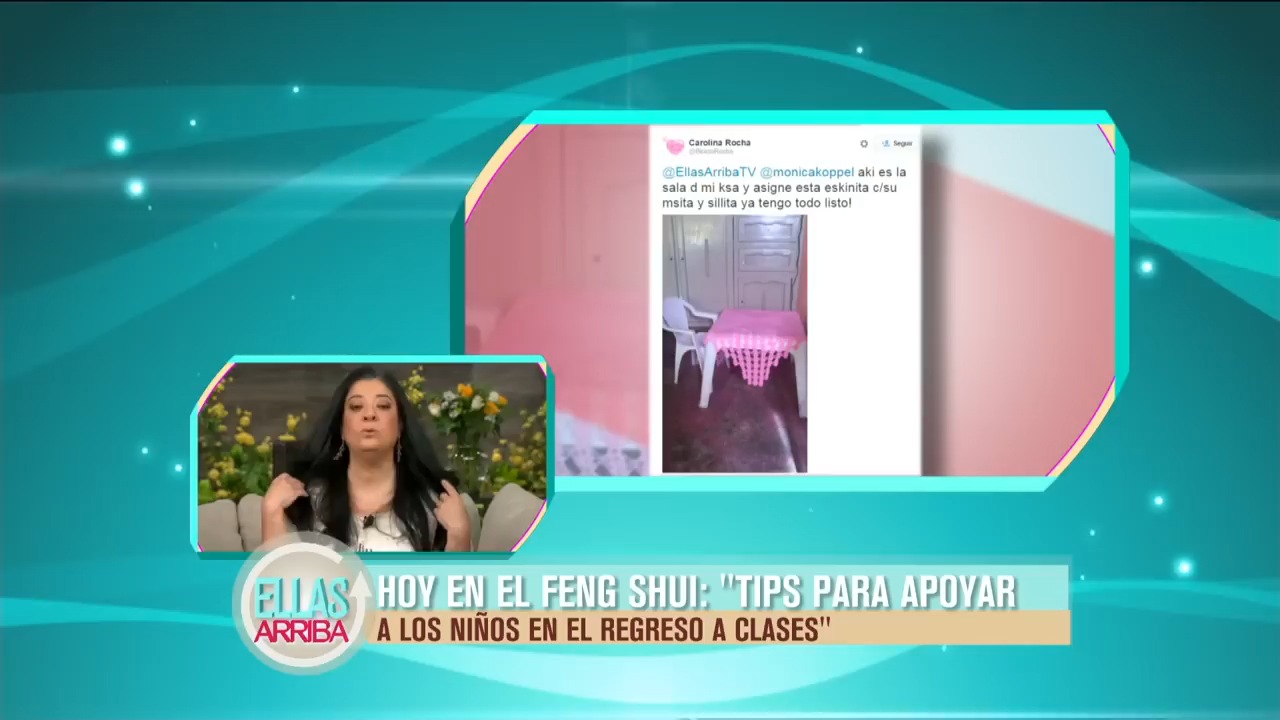 Carolina Rocha
Seguir
@EllasArribaTV @monicakoppel aki es la
sala d mi ksa y asigne esta eskinita c/su
msita y sillita ya tengo todo listo!
ELLAS
ARRIBA
HOY EN EL FENG SHUI: "TIPS PARA APOYAR
A LOS NIÑOS EN EL REGRESO A CLASES"